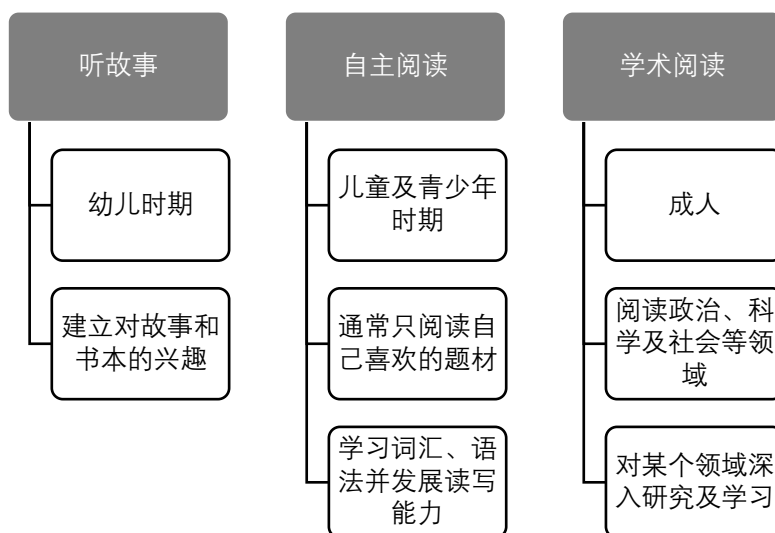 听故事
幼儿时期
建立对故事和
书本的兴趣
自主阅读
儿童及青少年
时期
通常只阅读自
己喜欢的题材
学习词汇、语
法并发展读写
能力
学术阅读
成人
阅读政治、科
学及社会等领
域
对某个领域深
入研究及学习